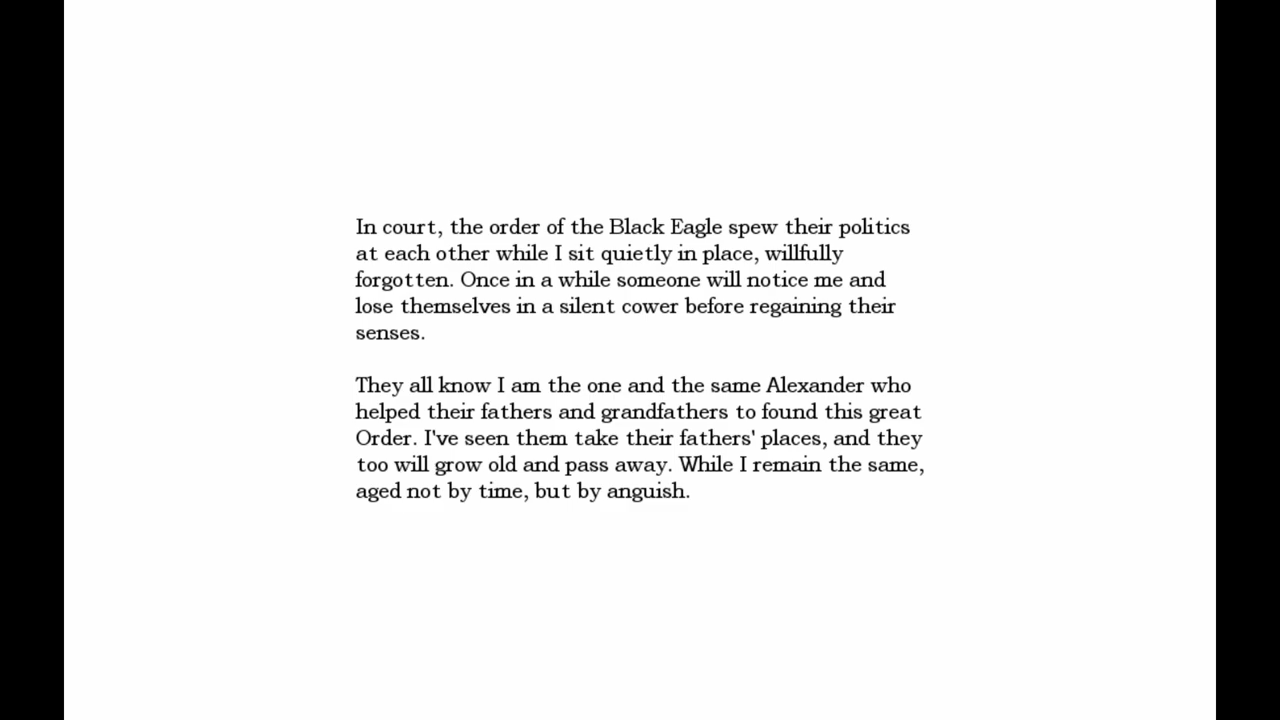 In court, the order of the Black Eagle spew their politics
at each other while I sit quietly in place, willfully
forgotten. Once in a while someone will notice me and
lose themselves in a silent cower before regaining their
senses.
They all know I am the one and the same Alexander who
helped their fathers and grandfathers to found this great
Order. I've seen them take their fathers' places, and they
too will grow old and pass away. While I remain the same,
aged not by time, but by anguish.